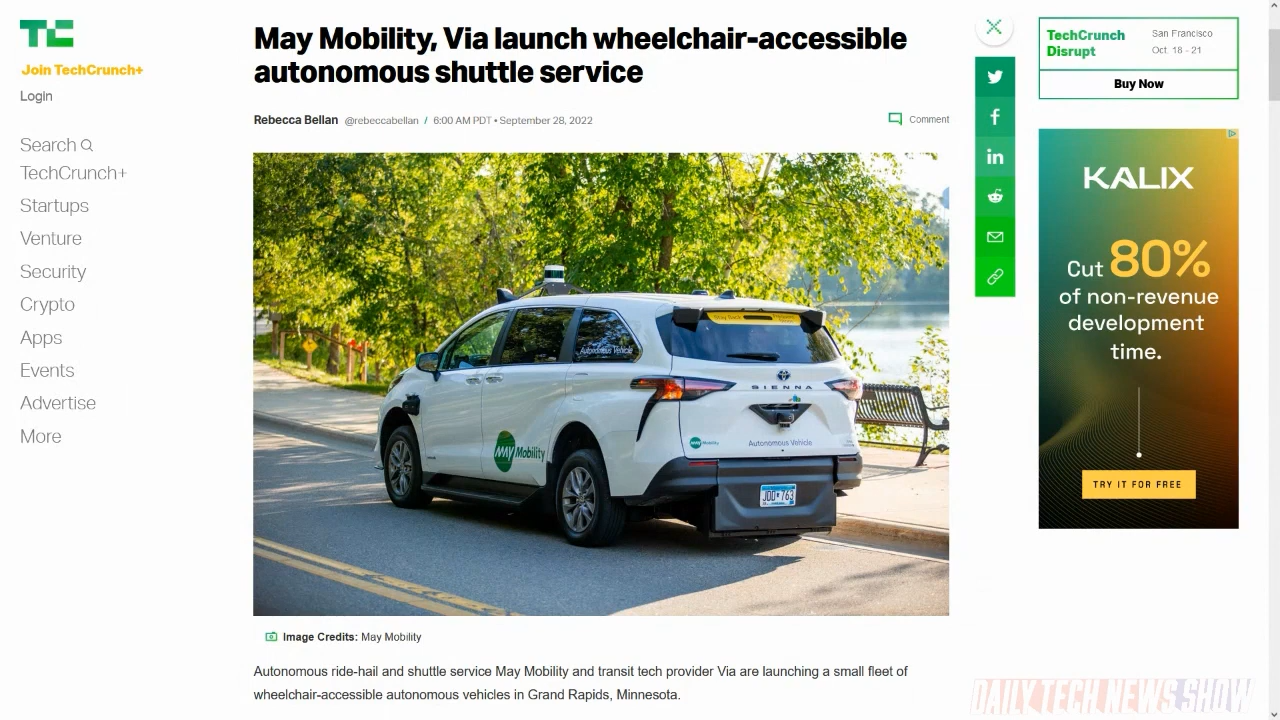 TC
Join TechCrunch+
Login
Search
TechCrunch+
Startups
Venture
Security
Crypto
Apps
Events
Advertise
More
May Mobility, Via launch wheelchair-accessible
autonomous shuttle service
Rebecca Bellan @rebeccabellan / 6:00 AM PDT • September 28, 2022
Comment
Autonomous Vehicle
SIENNA
MAY Mobility
MAY Mobility
Autonomous Vehicle
Image Credits: May Mobility
Autonomous ride-hail and shuttle service May Mobility and transit tech provider Via are launching a small fleet of
wheelchair-accessible autonomous vehicles in Grand Rapids, Minnesota.
in
TechCrunch
Disrupt
San Francisco
Oct. 18 - 21
Buy Now
KALIX
Cut 80%
of non-revenue
development
time.
TRY IT FOR FREE
DAILY TECH NEWS SHOW